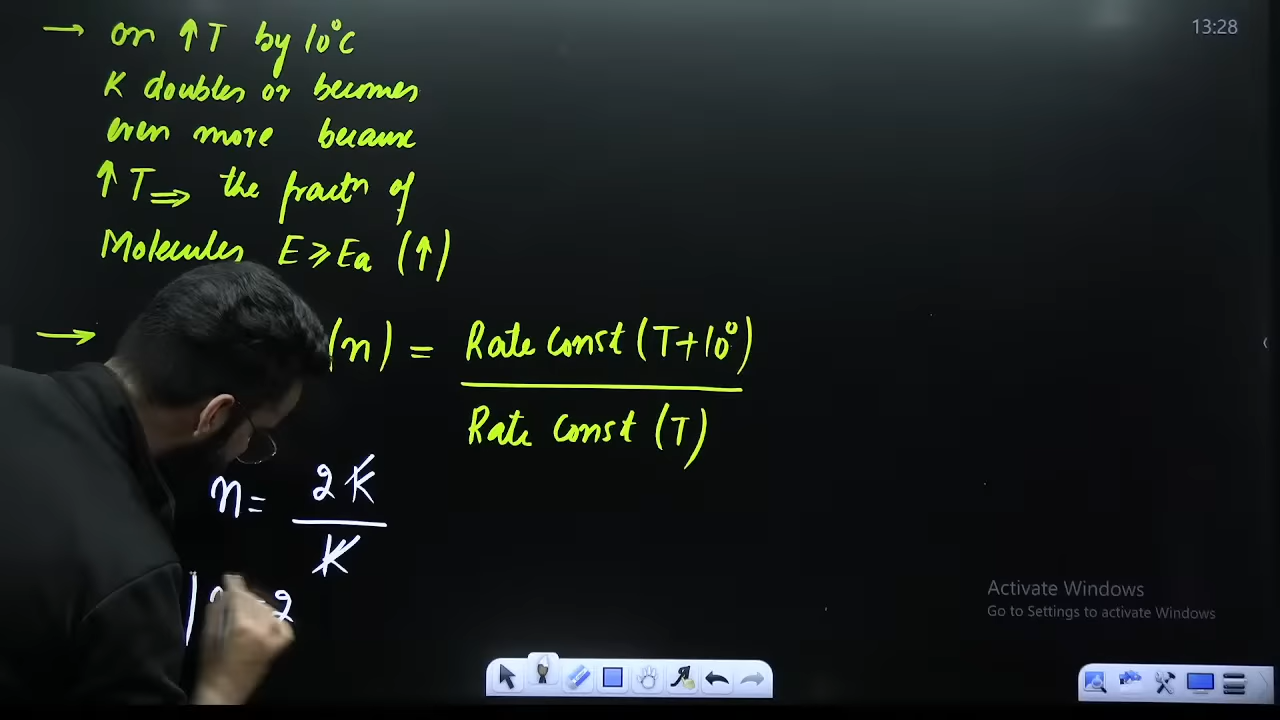 13:28
→ on ↑T by 10°C
K doubles or becomes
even more because
↑T ⇒ the fractn of
Molecules E ≥ Ea (↑)
→ (n) = Rate Const (T+10°)
Rate Const (T)
n = 2K
K
2
Activate Windows
Go to Settings to activate Windows